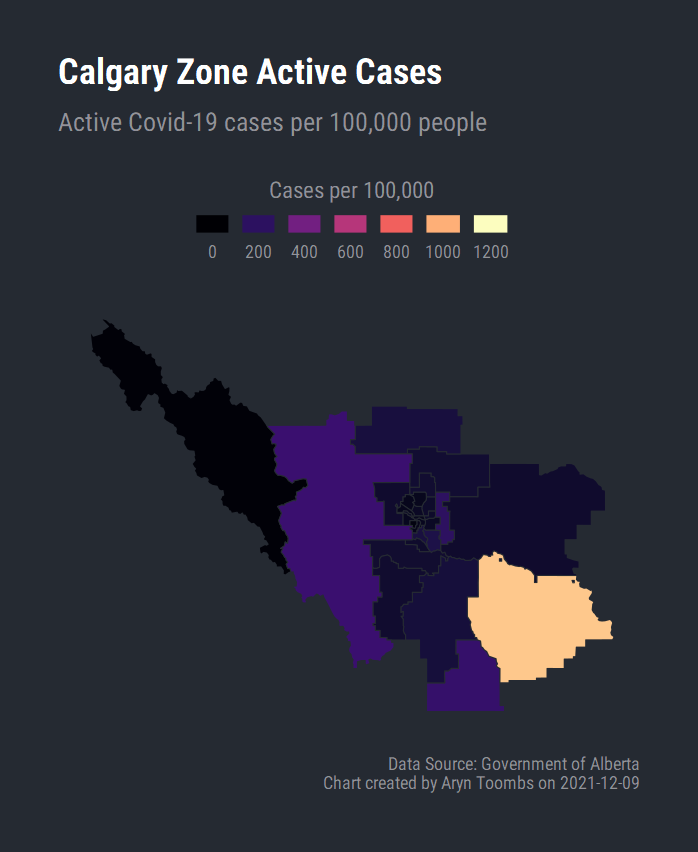 Calgary Zone Active Cases
Active Covid-19 cases per 100,000 people
Cases per 100,000
0 200 400 600 800 1000 1200
Data Source: Government of Alberta
Chart created by Aryn Toombs on 2021-12-09